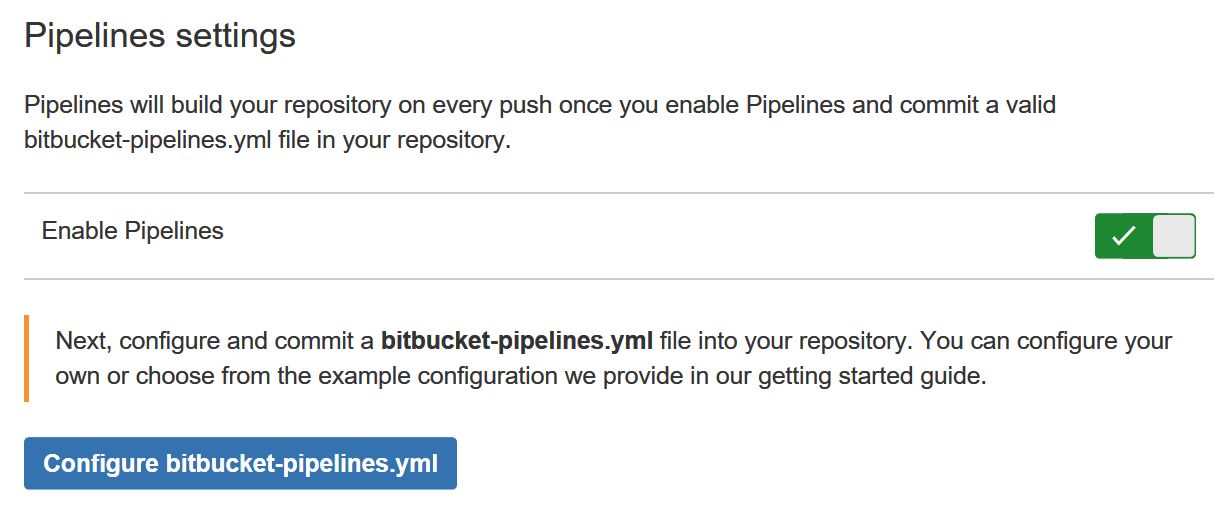 Pipelines settings
Pipelines will build your repository on every push once you enable Pipelines and commit a valid
bitbucket-pipelines.yml file in your repository.
Enable Pipelines
Next, configure and commit a bitbucket-pipelines.yml file into your repository. You can configure your
own or choose from the example configuration we provide in our getting started guide.
Configure bitbucket-pipelines.yml